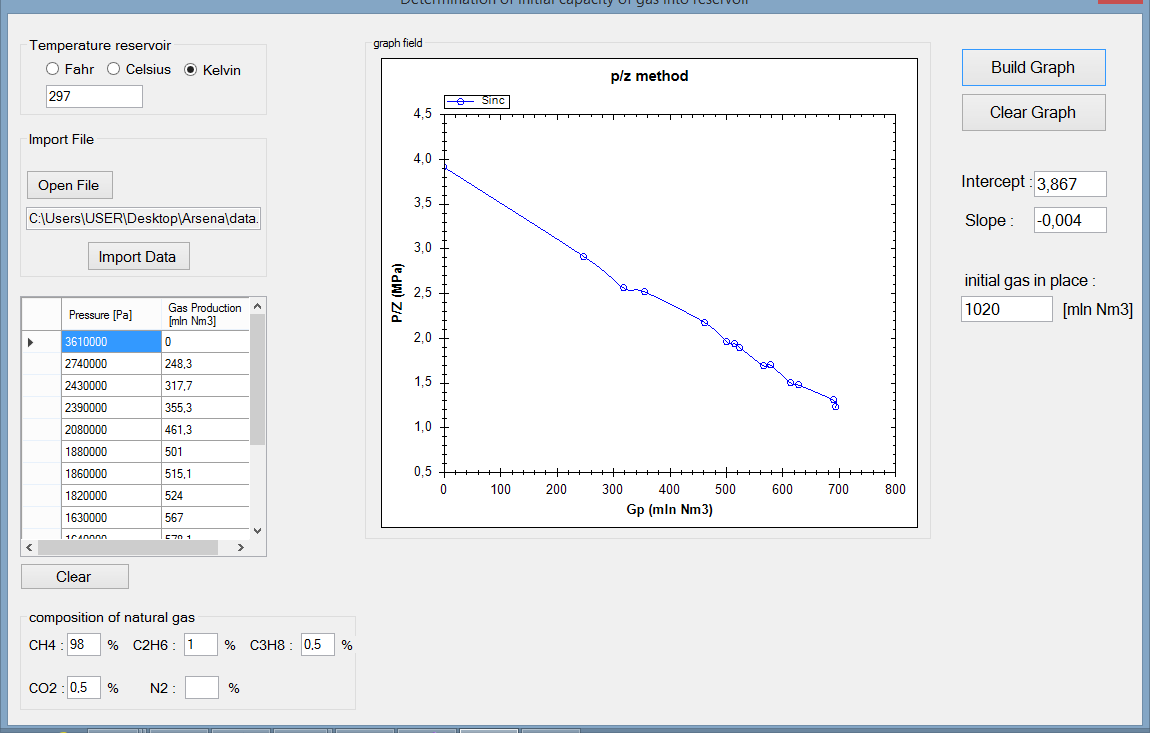 Determination of initial capacity of gas into reservoir
Temperature reservoir
Fahr Celsius Kelvin
297
Import File
Open File
C:\Users\USER\Desktop\Arsena\data.
Import Data
Pressure [Pa] Gas Production [mln Nm3]
3610000 0
2740000 248,3
2430000 317,7
2390000 355,3
2080000 461,3
1880000 501
1860000 515,1
1820000 524
1630000 567
1640000 578,1
Clear
composition of natural gas
CH4 : 98 % C2H6 : 1 % C3H8 : 0,5 %
CO2 : 0,5 % N2 : %
graph field
p/z method
Sinc
4,5
4,0
3,5
3,0
2,5
2,0
1,5
1,0
0,5
P/Z (MPa)
0 100 200 300 400 500 600 700 800
Gp (mln Nm3)
Build Graph
Clear Graph
Intercept : 3,867
Slope : -0,004
initial gas in place :
1020 [mln Nm3]